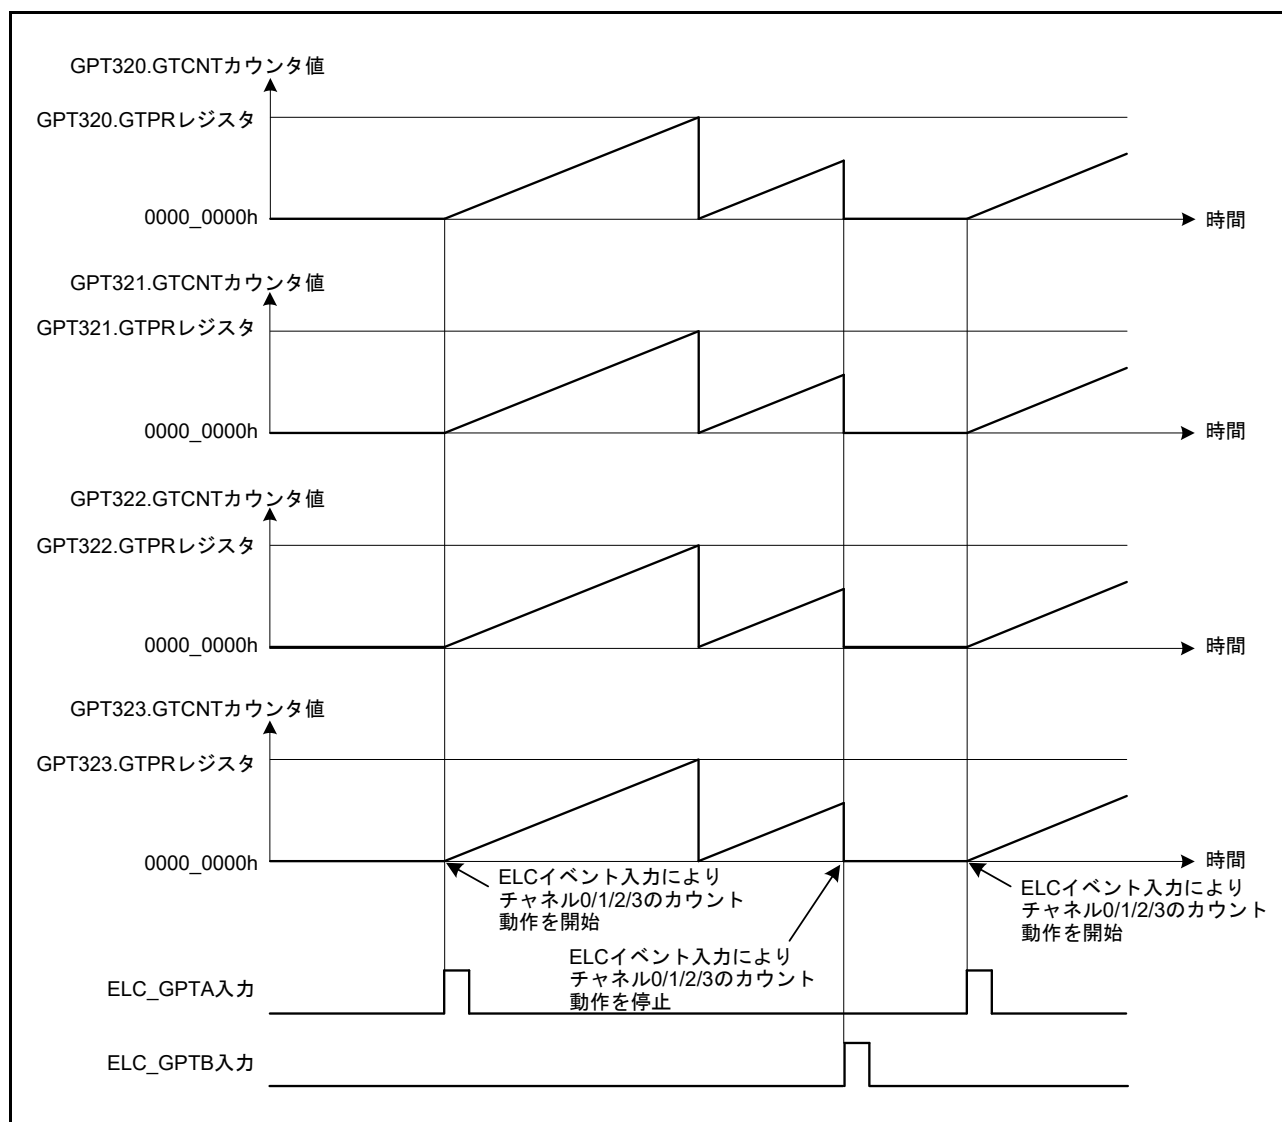 GPT320.GTCNTカウンタ値
GPT320.GTPRレジスタ
0000_0000h
時間
GPT321.GTCNTカウンタ値
GPT321.GTPRレジスタ
0000_0000h
時間
GPT322.GTCNTカウンタ値
GPT322.GTPRレジスタ
0000_0000h
時間
GPT323.GTCNTカウンタ値
GPT323.GTPRレジスタ
0000_0000h
時間
ELCイベント入力により
チャネル0/1/2/3のカウント
動作を開始
ELCイベント入力により
チャネル0/1/2/3のカウント
動作を停止
ELCイベント入力により
チャネル0/1/2/3のカウント
動作を開始
ELC_GPTA入力
ELC_GPTB入力